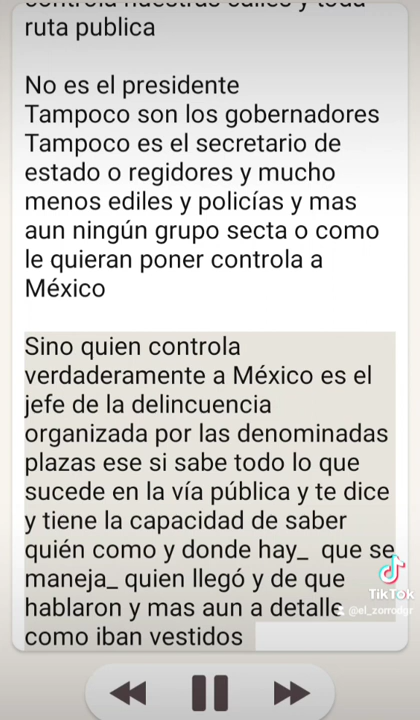 controla nuestras calles y toda
ruta publica
No es el presidente
Tampoco son los gobernadores
Tampoco es el secretario de
estado o regidores y mucho
menos ediles y policías y mas
aun ningún grupo secta o como
le quieran poner controla a
México
Sino quien controla
verdaderamente a México es el
jefe de la delincuencia
organizada por las denominadas
plazas ese si sabe todo lo que
sucede en la vía pública y te dice
y tiene la capacidad de saber
quién como y donde hay_ que se
maneja_ quien llegó y de que
hablaron y mas aun a detalle
como iban vestidos
TikTok
@el_zorrodgr